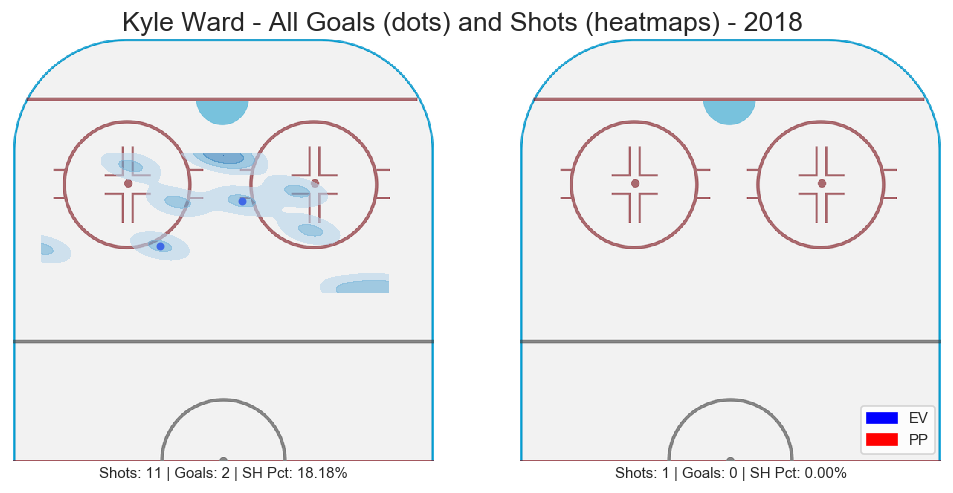 Kyle Ward - All Goals (dots) and Shots (heatmaps) - 2018
EV
PP
Shots: 11 | Goals: 2 | SH Pct: 18.18%
Shots: 1 | Goals: 0 | SH Pct: 0.00%